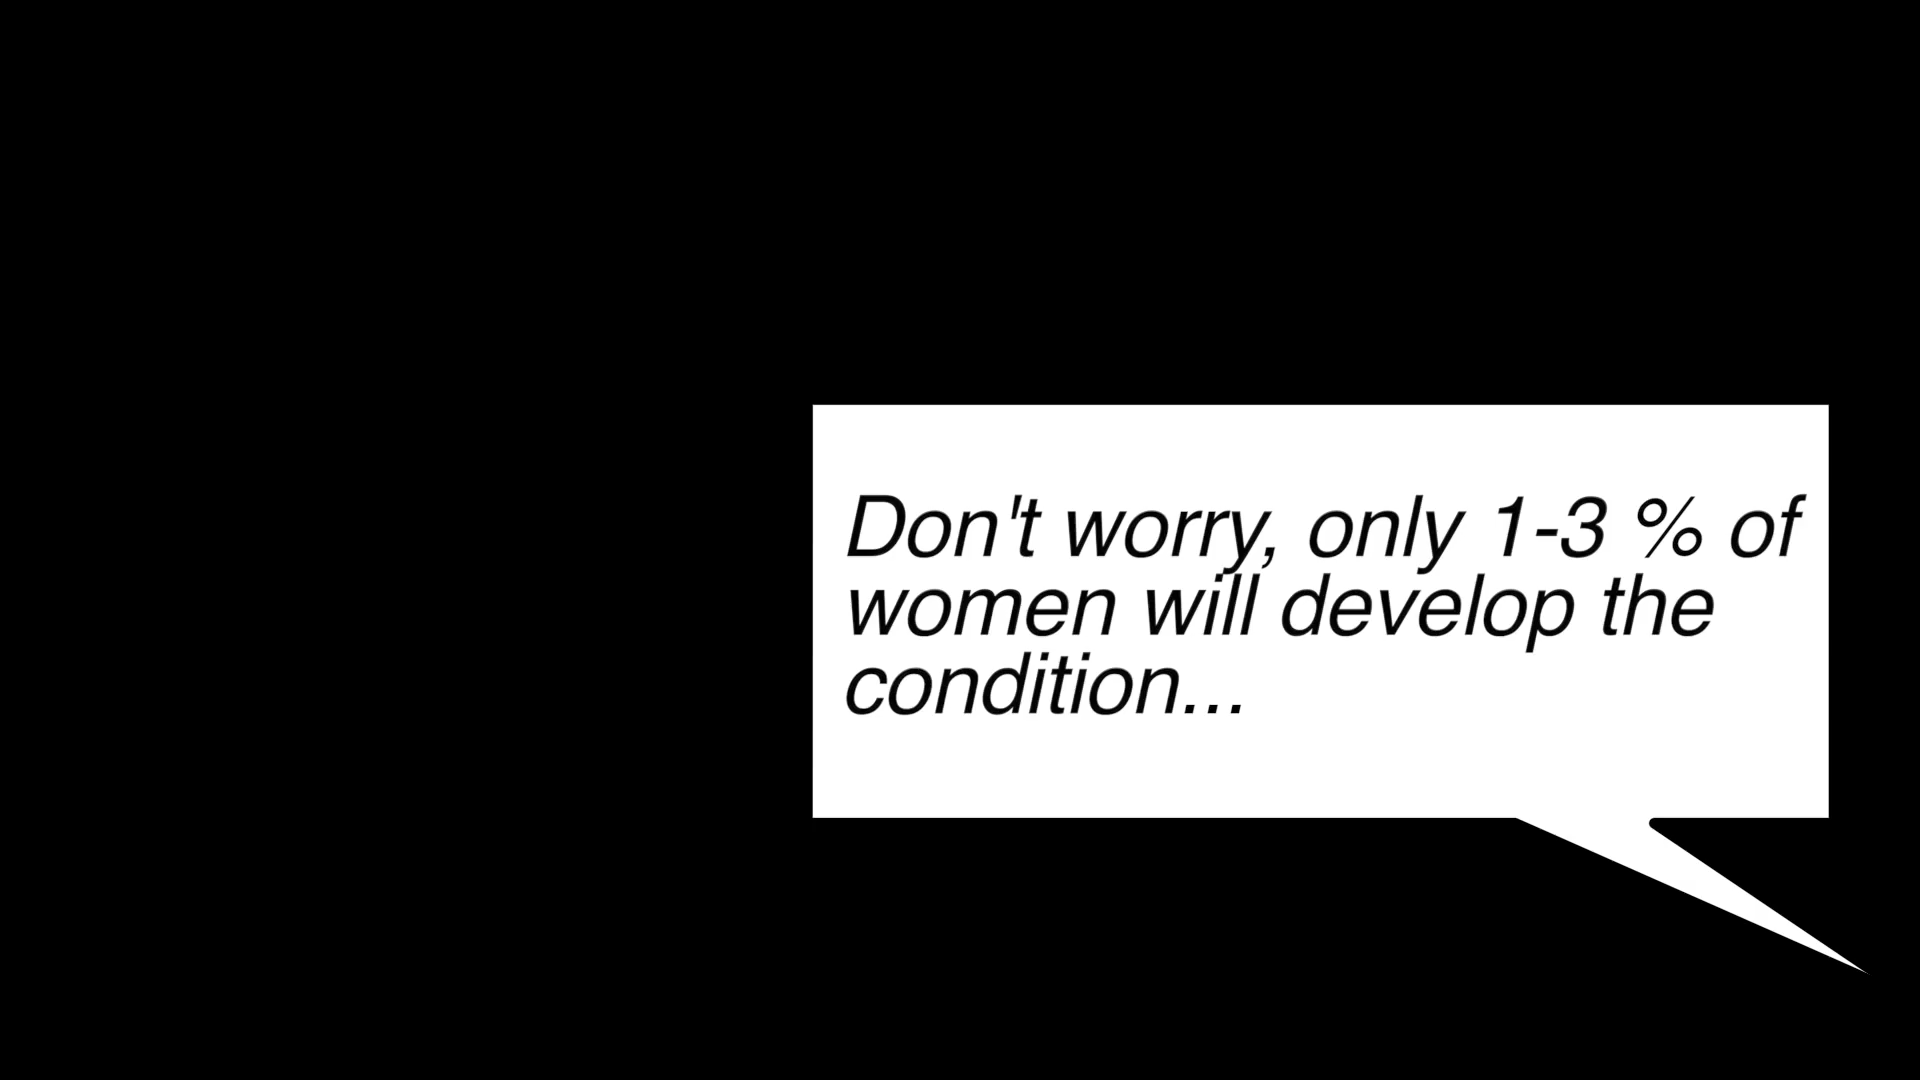 Don't worry, only 1-3 % of
women will develop the
condition...